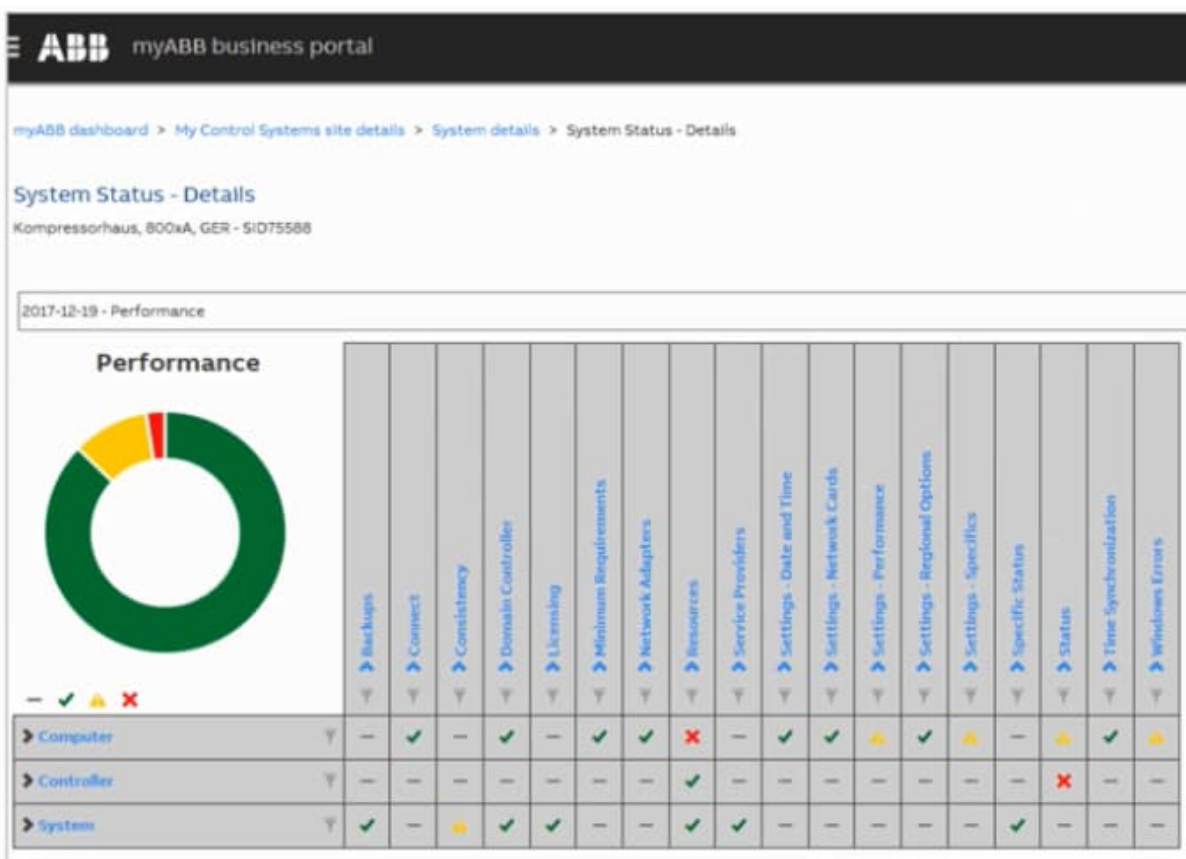 ABB myABB business portal
myABB dashboard > My Control Systems site details > System details > System Status - Details
System Status - Details
Kompressorhaus, 800xA, GER - SID75588
2017-12-19 - Performance
Performance
Backups
Connect
Consistency
Domain Controller
Licensing
Minimum Requirements
Network Adapters
Resources
Service Providers
Settings - Date and Time
Settings - Network Cards
Settings - Performance
Settings - Regional Options
Settings - Specifics
Specific Status
Status
Time Synchronization
Windows Errors
Computer
Controller
System